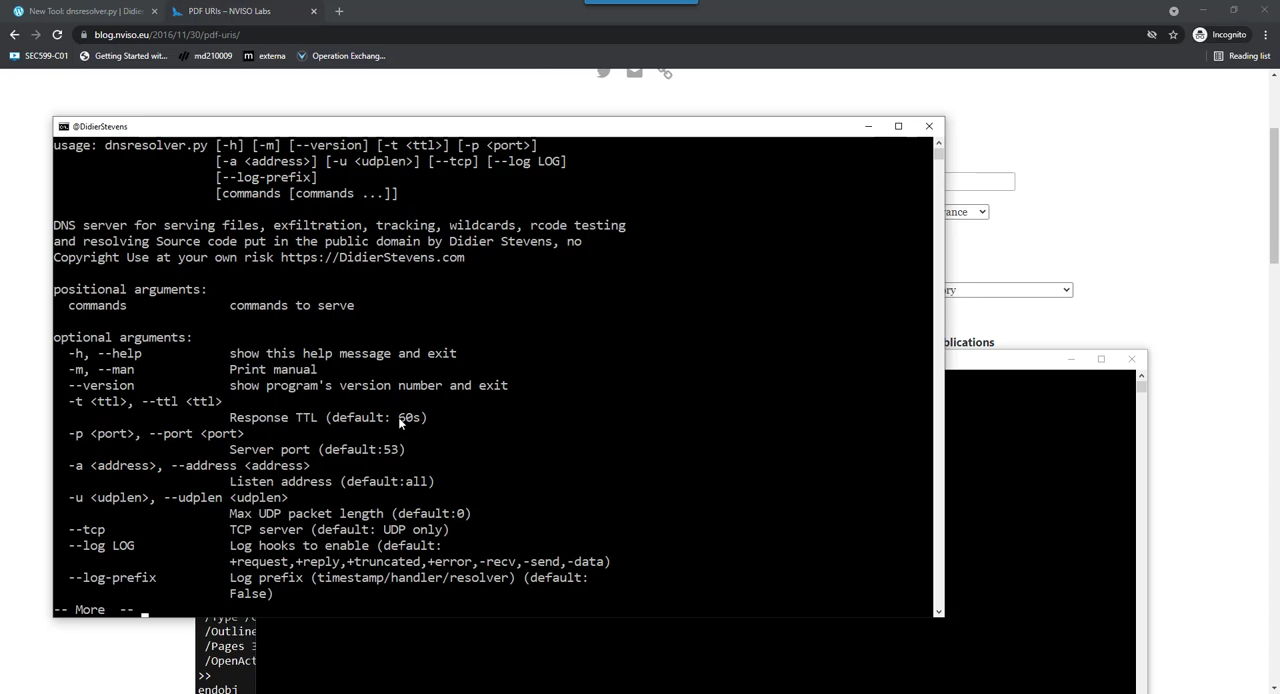 New Tool: dnsresolver.py | Didier
PDF URIs – NVISO Labs
blog.nviso.eu/2016/11/30/pdf-uris/
Incognito
SEC599-C01
Getting Started wit...
md210009
externa
Operation Exchang...
Reading list
@DidierStevens
usage: dnsresolver.py [-h] [-m] [--version] [-t <ttl>] [-p <port>]
[-a <address>] [-u <udplen>] [--tcp] [--log LOG]
[--log-prefix]
[commands [commands ...]]
DNS server for serving files, exfiltration, tracking, wildcards, rcode testing
and resolving Source code put in the public domain by Didier Stevens, no
Copyright Use at your own risk https://DidierStevens.com
positional arguments:
commands commands to serve
optional arguments:
-h, --help show this help message and exit
-m, --man Print manual
--version show program's version number and exit
-t <ttl>, --ttl <ttl>
Response TTL (default: 60s)
-p <port>, --port <port>
Server port (default:53)
-a <address>, --address <address>
Listen address (default:all)
-u <udplen>, --udplen <udplen>
Max UDP packet length (default:0)
--tcp TCP server (default: UDP only)
--log LOG Log hooks to enable (default:
+request,+reply,+truncated,+error,-recv,-send,-data)
--log-prefix Log prefix (timestamp/handler/resolver) (default:
False)
-- More --
vance
ry
blications
/Outline
/Pages 3
/OpenAct
>>
endobj